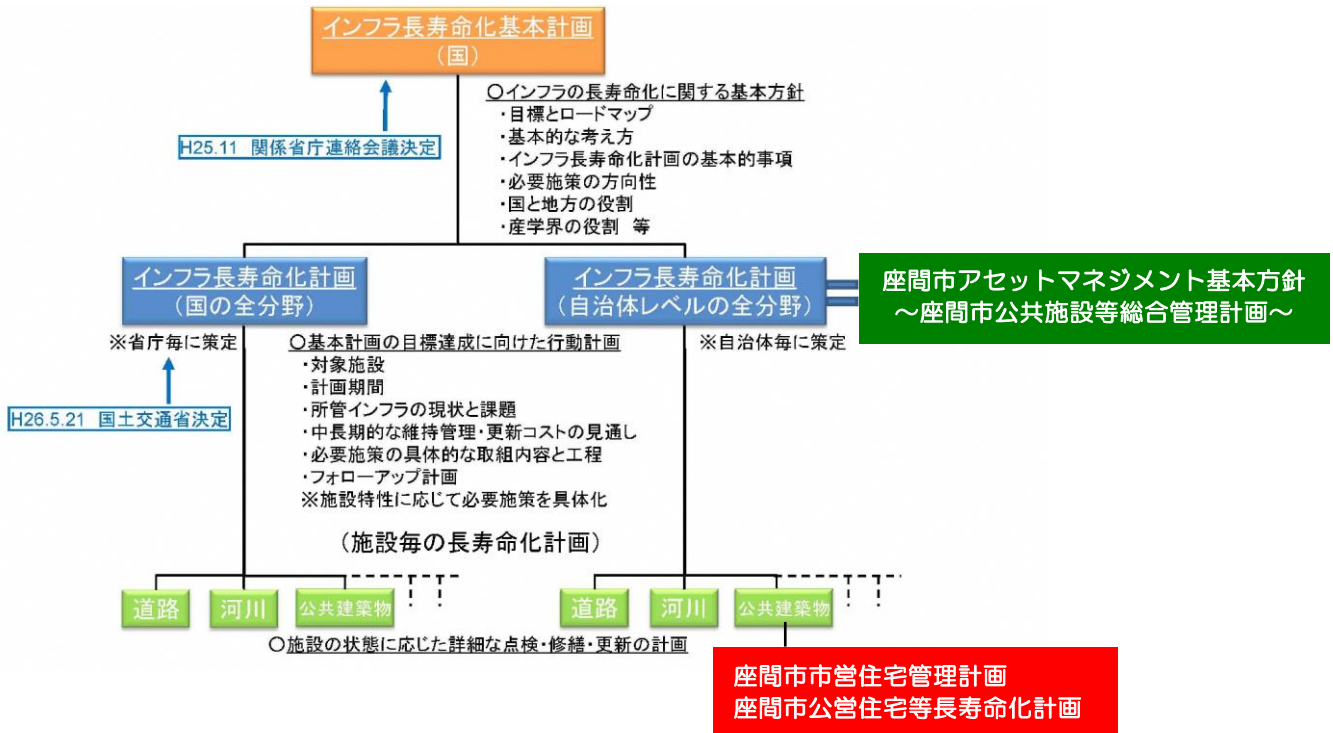 インフラ長寿命化基本計画
(国)
○インフラの長寿命化に関する基本方針
・目標とロードマップ
・基本的な考え方
・インフラ長寿命化計画の基本的事項
・必要施策の方向性
・国と地方の役割
・産学界の役割 等
H25.11 関係省庁連絡会議決定
インフラ長寿命化計画
(国の全分野)
インフラ長寿命化計画
(自治体レベルの全分野)
座間市アセットマネジメント基本方針
～座間市公共施設等総合管理計画～
※省庁毎に策定
○基本計画の目標達成に向けた行動計画
※自治体毎に策定
・対象施設
・計画期間
・所管インフラの現状と課題
・中長期的な維持管理・更新コストの見通し
・必要施策の具体的な取組内容と工程
・フォローアップ計画
※施設特性に応じて必要施策を具体化
H26.5.21 国土交通省決定
(施設毎の長寿命化計画)
道路
河川
公共建築物
道路
河川
公共建築物
○施設の状態に応じた詳細な点検・修繕・更新の計画
座間市市営住宅管理計画
座間市公営住宅等長寿命化計画